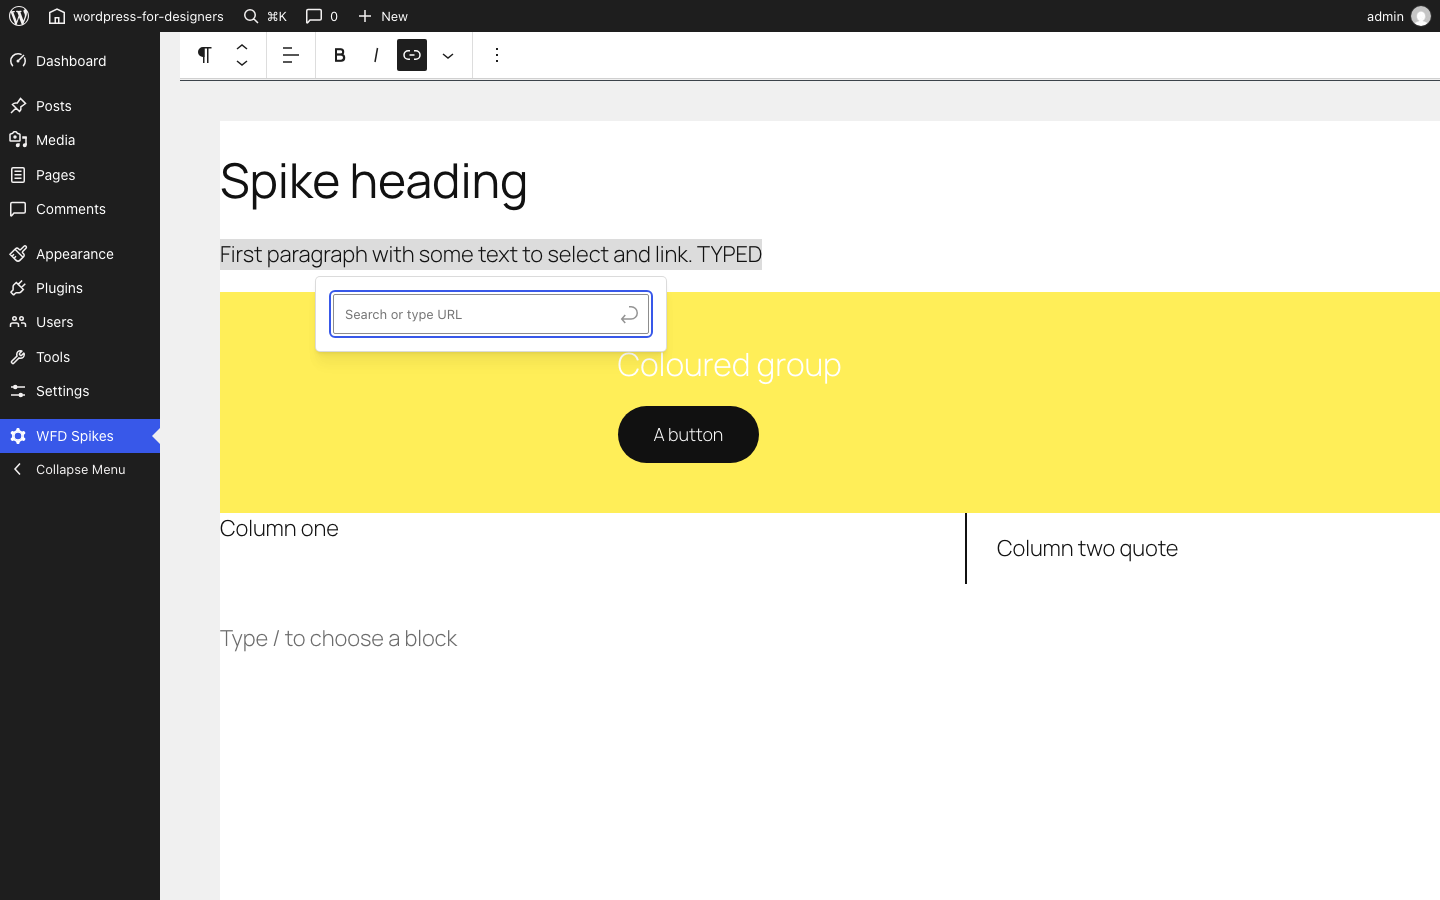 wordpress-for-designers
⌘K
0
New
admin
Dashboard
Posts
Media
Pages
Comments
Appearance
Plugins
Users
Tools
Settings
WFD Spikes
Collapse Menu
B I
Spike heading
First paragraph with some text to select and link. TYPED
Search or type URL
Coloured group
A button
Column one
Column two quote
Type / to choose a block